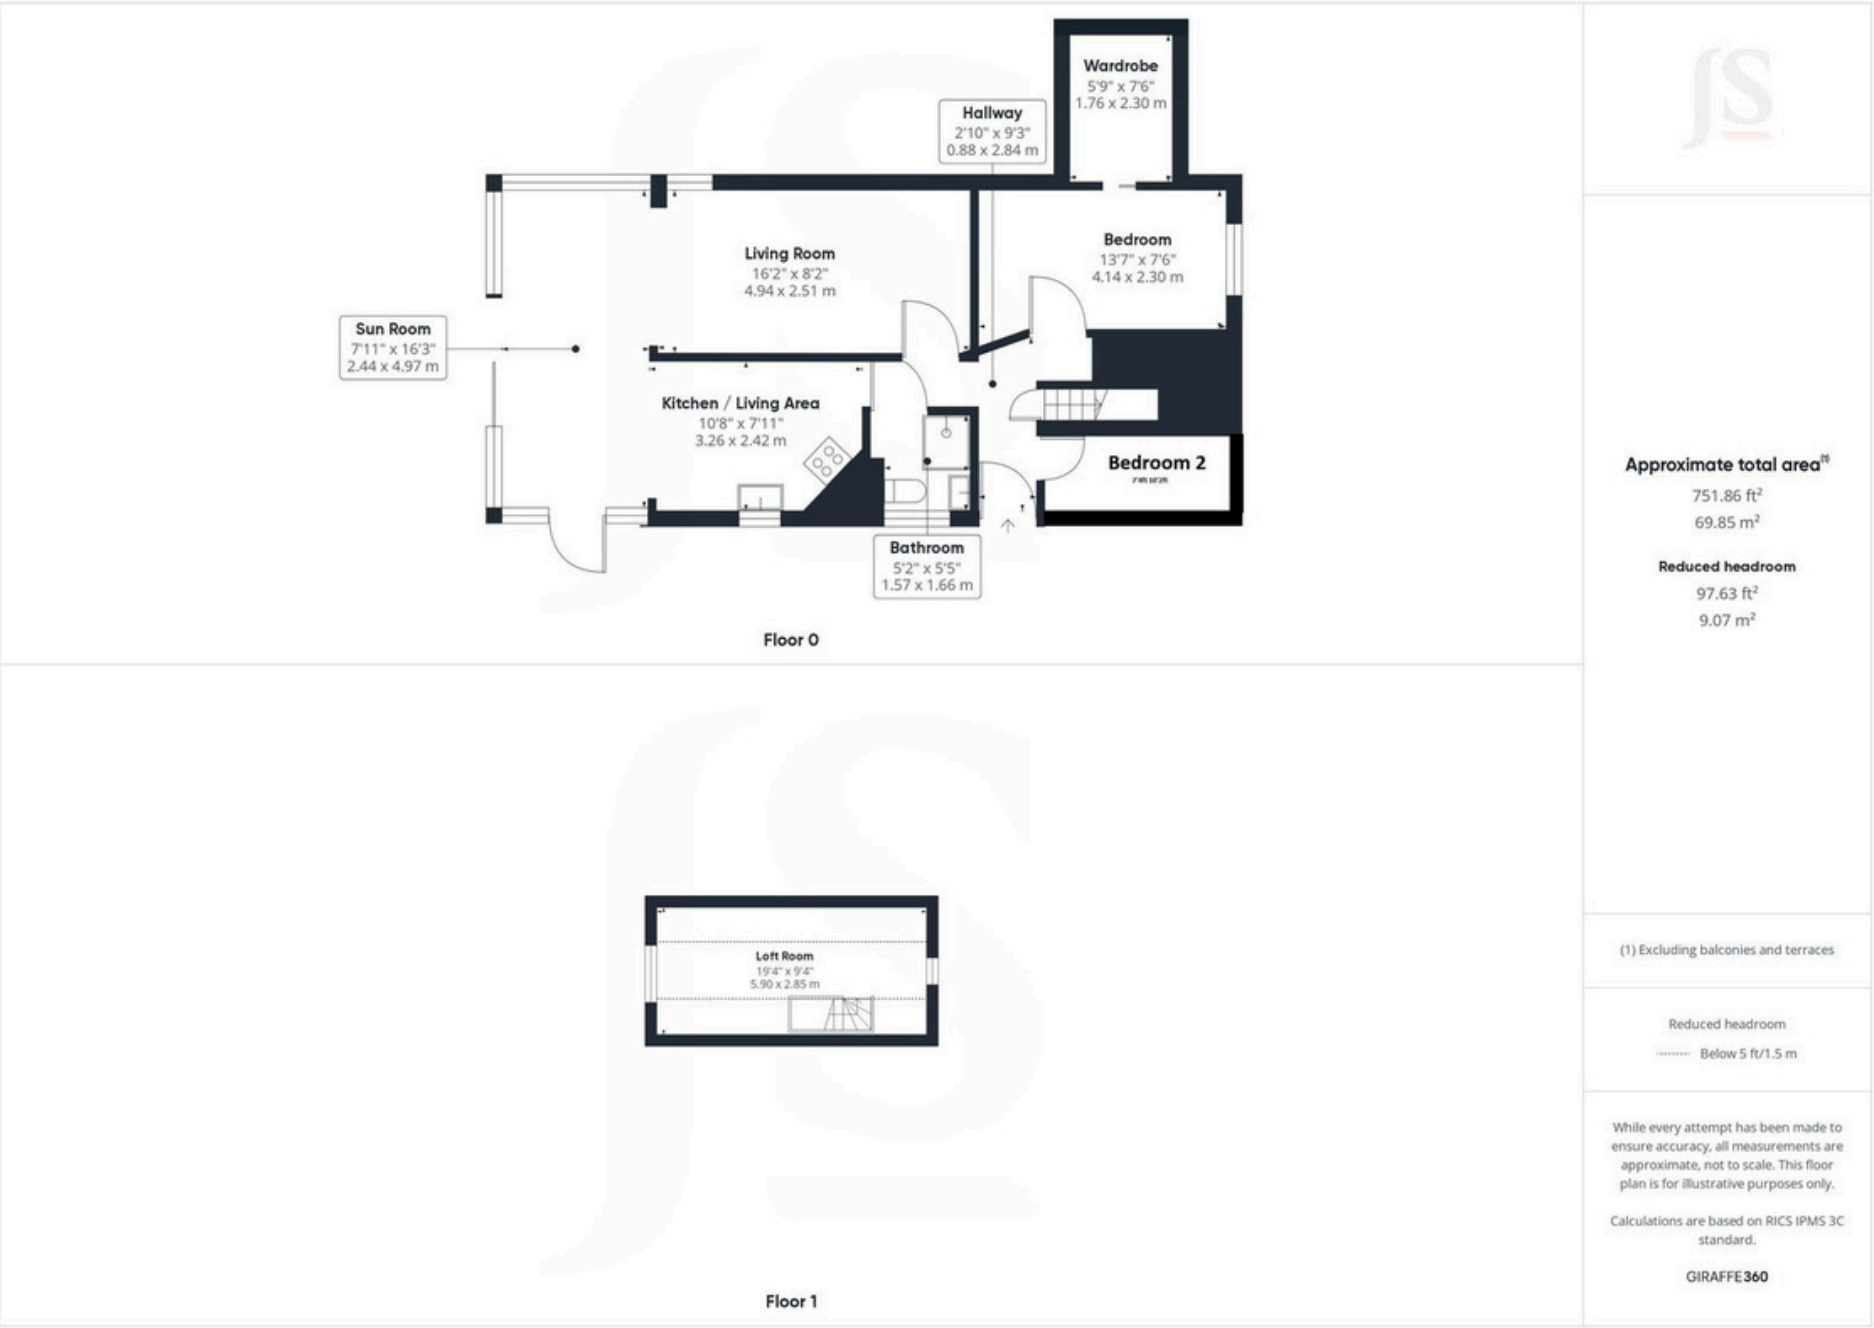 Wardrobe
5'9" x 7'6"
1.76 x 2.30 m
Hallway
2'10" x 9'3"
0.88 x 2.84 m
Living Room
16'2" x 8'2"
4.94 x 2.51 m
Bedroom
13'7" x 7'6"
4.14 x 2.30 m
Sun Room
7'11" x 16'3"
2.44 x 4.97 m
Kitchen / Living Area
10'8" x 7'11"
3.26 x 2.42 m
Bedroom 2
Bathroom
5'2" x 5'5"
1.57 x 1.66 m
Floor 0
Loft Room
19'4" x 9'4"
5.90 x 2.85 m
Floor 1
JS
Approximate total area(1)
751.86 ft²
69.85 m²
Reduced headroom
97.63 ft²
9.07 m²
(1) Excluding balconies and terraces
Reduced headroom
Below 5 ft/1.5 m
While every attempt has been made to
ensure accuracy, all measurements are
approximate, not to scale. This floor
plan is for illustrative purposes only.
Calculations are based on RICS IPMS 3C
standard.
GIRAFFE360